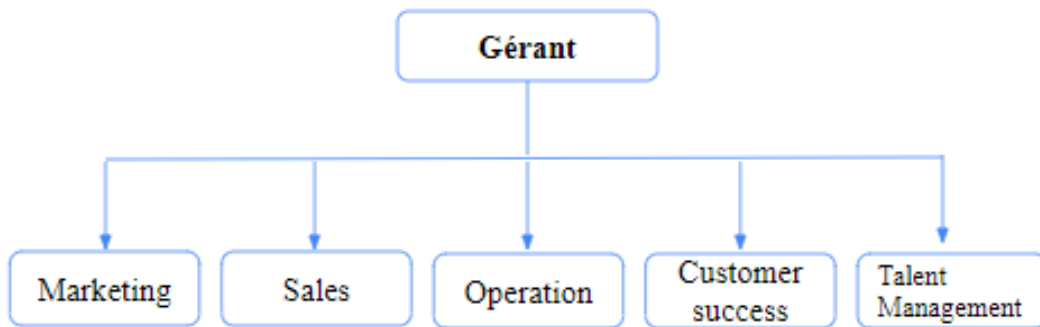 Gérant
Marketing
Sales
Operation
Customer
success
Talent
Management